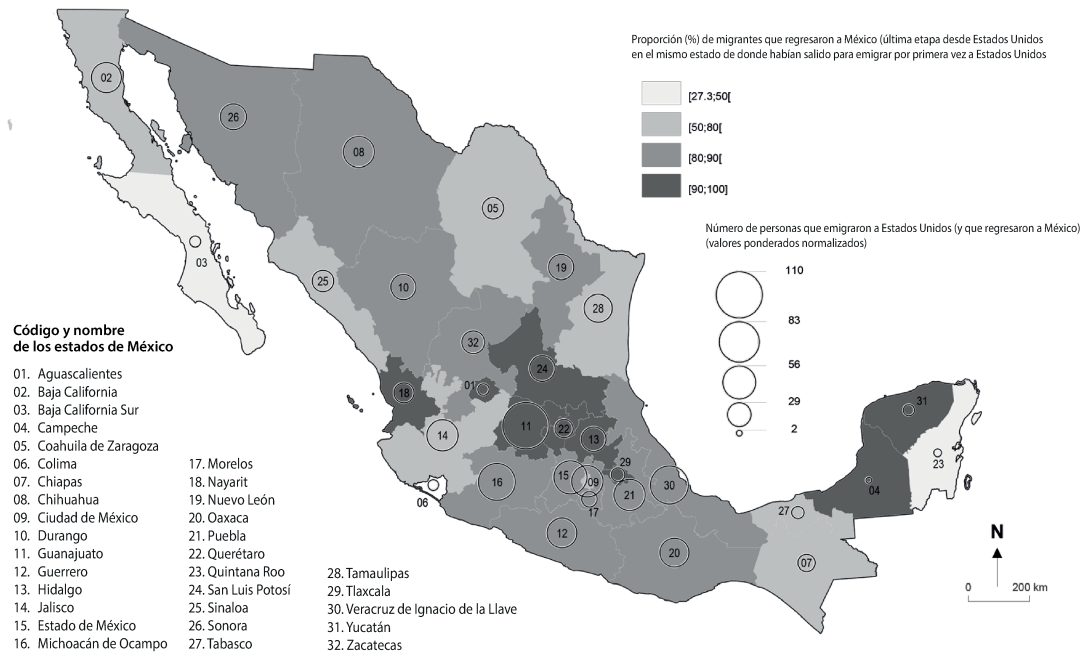 Proporción (%) de migrantes que regresaron a México (última etapa desde Estados Unidos
en el mismo estado de donde habían salido para emigrar por primera vez a Estados Unidos
[27.3;50[
[50;80[
[80;90[
[90;100]
Número de personas que emigraron a Estados Unidos (y que regresaron a México)
(valores ponderados normalizados)
110
83
56
29
2
02
26
08
05
03
25
10
19
28
32
24
01
18
14
11
22
13
29
31
23
04
27
06
16
15
09
17
21
30
12
20
07
N
0 200 km
Código y nombre
de los estados de México
01. Aguascalientes
02. Baja California
03. Baja California Sur
04. Campeche
05. Coahuila de Zaragoza
06. Colima
07. Chiapas
08. Chihuahua
09. Ciudad de México
10. Durango
11. Guanajuato
12. Guerrero
13. Hidalgo
14. Jalisco
15. Estado de México
16. Michoacán de Ocampo
17. Morelos
18. Nayarit
19. Nuevo León
20. Oaxaca
21. Puebla
22. Querétaro
23. Quintana Roo
24. San Luis Potosí
25. Sinaloa
26. Sonora
27. Tabasco
28. Tamaulipas
29. Tlaxcala
30. Veracruz de Ignacio de la Llave
31. Yucatán
32. Zacatecas